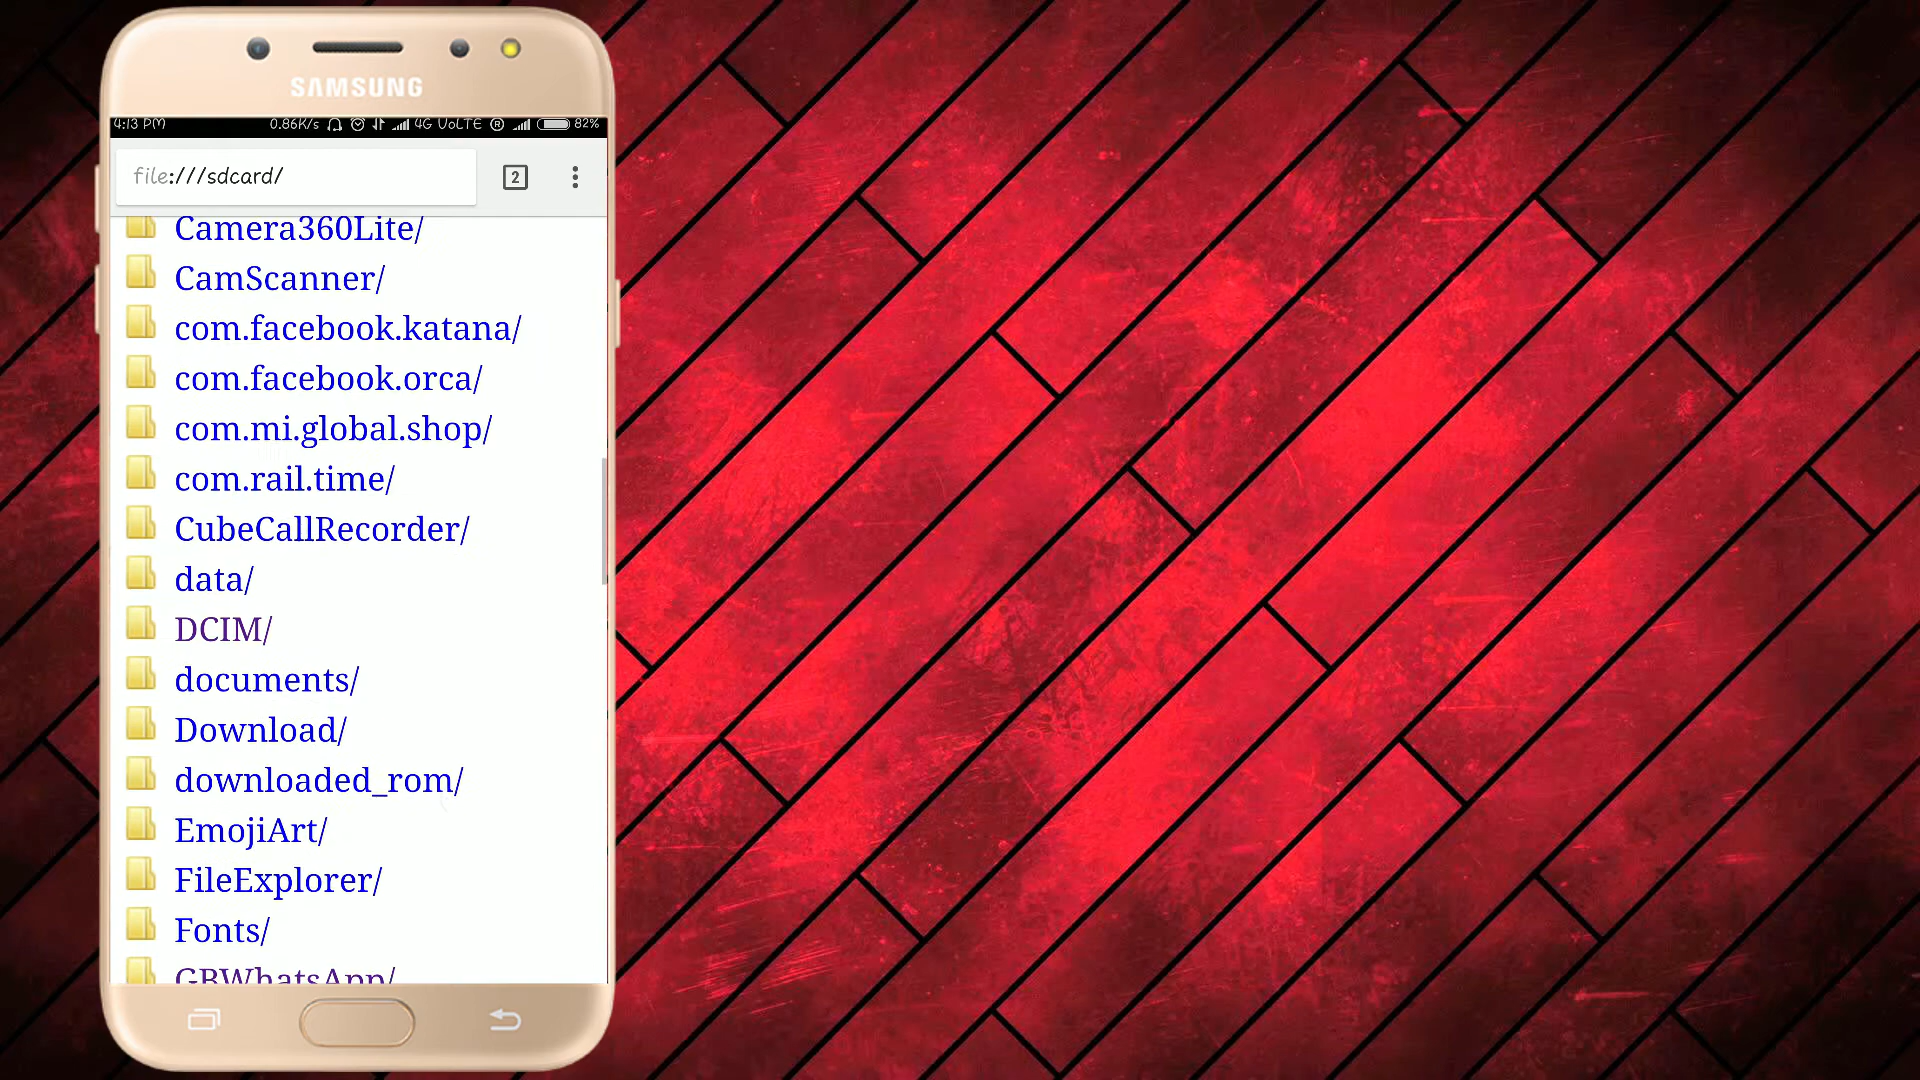 SAMSUNG
4:13 PM 0.86K/s 4G VoLTE R 82%
file:///sdcard/ 2
Camera360Lite/
CamScanner/
com.facebook.katana/
com.facebook.orca/
com.mi.global.shop/
com.rail.time/
CubeCallRecorder/
data/
DCIM/
documents/
Download/
downloaded_rom/
EmojiArt/
FileExplorer/
Fonts/
GBWhatsApp/